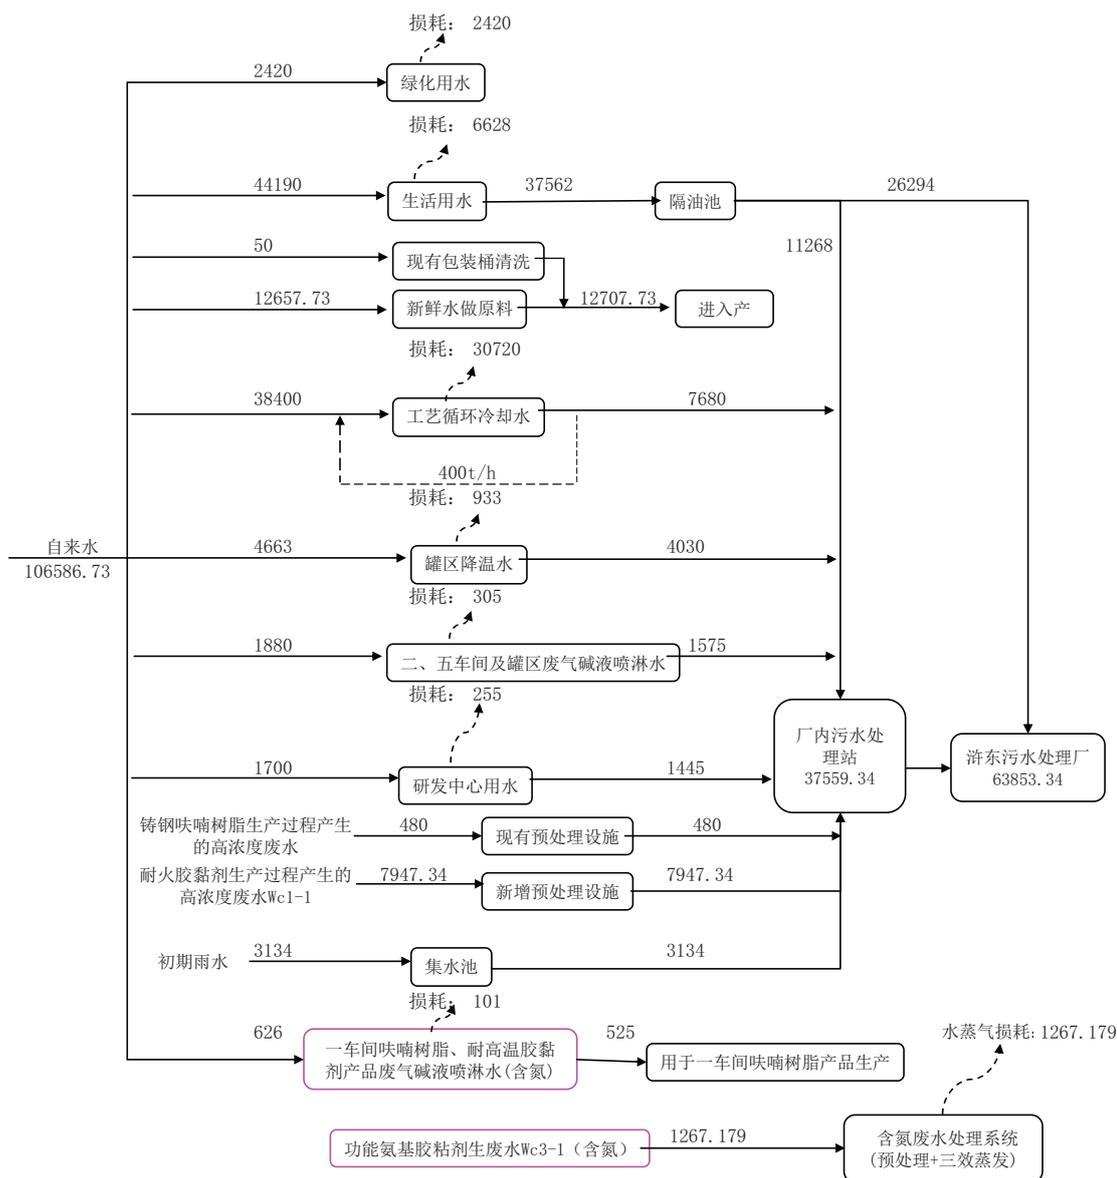 损耗： 2420
2420
绿化用水
损耗： 6628
44190
生活用水
37562
隔油池
26294
11268
50
现有包装桶清洗
12657.73
新鲜水做原料
12707.73
进入产
损耗： 30720
38400
工艺循环冷却水
7680
400t/h
损耗： 933
自来水
106586.73
4663
罐区降温水
4030
损耗： 305
1880
二、五车间及罐区废气碱液喷淋水
1575
损耗： 255
1700
研发中心用水
1445
厂内污水处
理站
37559.34
浒东污水处理厂
63853.34
铸钢呋喃树脂生产过程产生
的高浓度废水
480
现有预处理设施
480
耐火胶黏剂生产过程产生的
高浓度废水Wc1-1
7947.34
新增预处理设施
7947.34
初期雨水
3134
集水池
3134
损耗： 101
626
一车间呋喃树脂、耐高温胶黏
剂产品废气碱液喷淋水(含氮)
525
用于一车间呋喃树脂产品生产
水蒸气损耗:1267.179
功能氨基胶粘剂生废水Wc3-1（含氮）
1267.179
含氮废水处理系统
(预处理+三效蒸发)